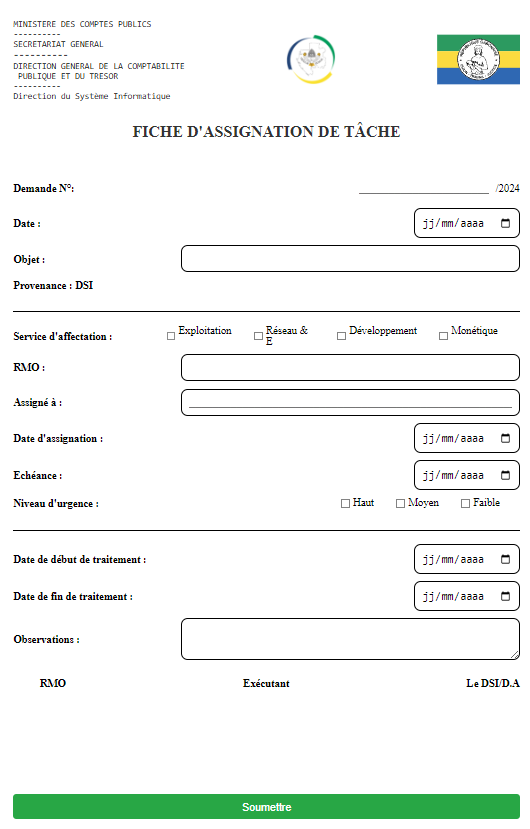 MINISTERE DES COMPTES PUBLICS
----------
SECRETARIAT GENERAL
-----------
DIRECTION GENERAL DE LA COMPTABILITE
PUBLIQUE ET DU TRESOR
----------
Direction du Système Informatique
FICHE D'ASSIGNATION DE TÂCHE
Demande N°: /2024
Date : jj/mm/aaaa
Objet :
Provenance : DSI
Service d'affectation : Exploitation Réseau & Développement Monétique
E
RMO :
Assigné à :
Date d'assignation : jj/mm/aaaa
Echéance : jj/mm/aaaa
Niveau d'urgence : Haut Moyen Faible
Date de début de traitement : jj/mm/aaaa
Date de fin de traitement : jj/mm/aaaa
Observations :
RMO Exécutant Le DSI/D.A
Soumettre